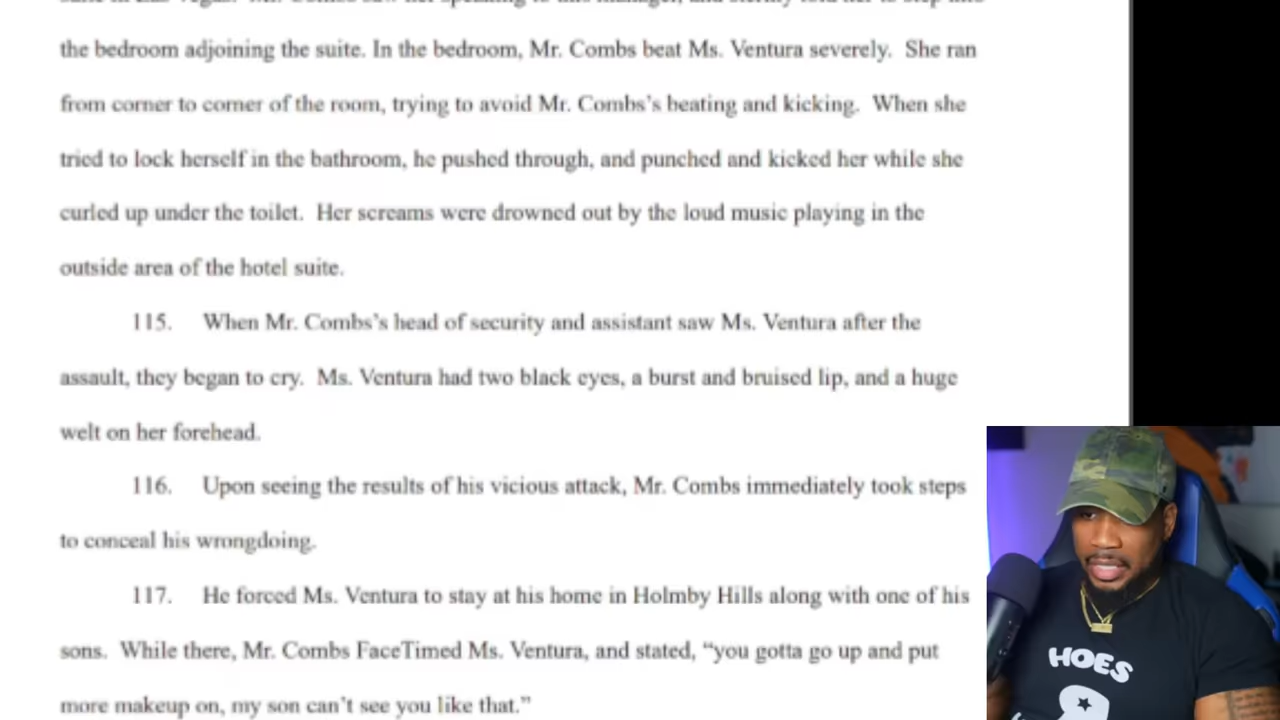 the bedroom adjoining the suite. In the bedroom, Mr. Combs beat Ms. Ventura severely.  She ran
from corner to corner of the room, trying to avoid Mr. Combs’s beating and kicking.  When she
tried to lock herself in the bathroom, he pushed through, and punched and kicked her while she
curled up under the toilet.  Her screams were drowned out by the loud music playing in the
outside area of the hotel suite.
115.    When Mr. Combs’s head of security and assistant saw Ms. Ventura after the
assault, they began to cry.  Ms. Ventura had two black eyes, a burst and bruised lip, and a huge
welt on her forehead.
116.    Upon seeing the results of his vicious attack, Mr. Combs immediately took steps
to conceal his wrongdoing.
117.    He forced Ms. Ventura to stay at his home in Holmby Hills along with one of his
sons.  While there, Mr. Combs FaceTimed Ms. Ventura, and stated, “you gotta go up and put
more makeup on, my son can’t see you like that.”
HOES